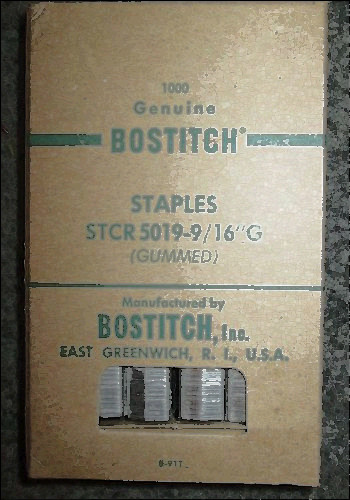 1000
Genuine
BOSTITCH®
STAPLES
STCR 5019-9/16"G
(GUMMED)
Manufactured by
BOSTITCH, Inc.
EAST GREENWICH, R. I., U.S.A.